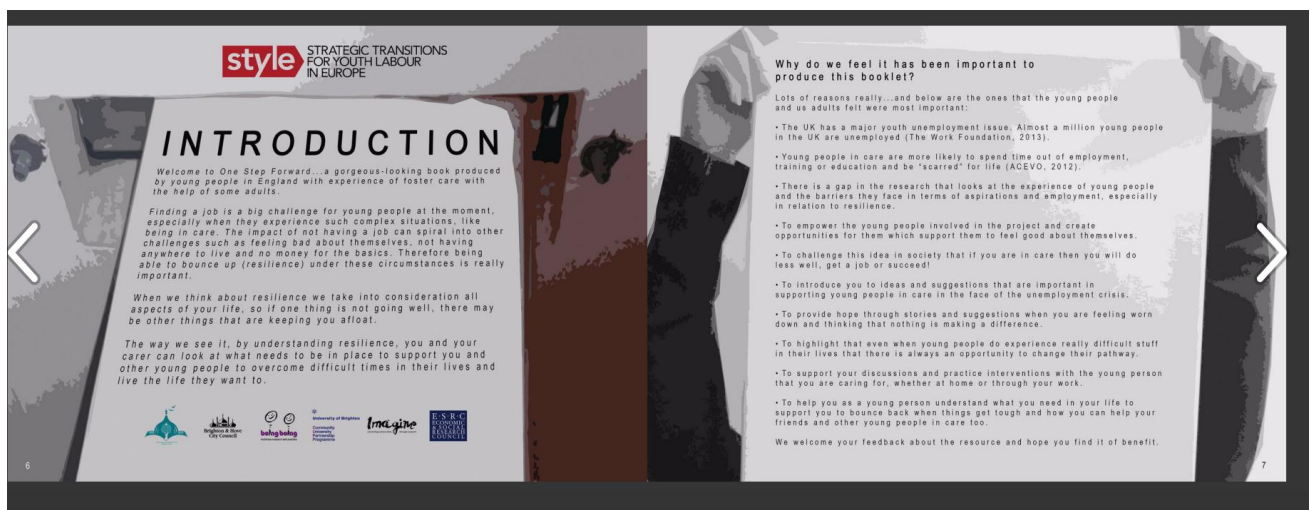 style
STRATEGIC TRANSITIONS
FOR YOUTH LABOUR
IN EUROPE
INTRODUCTION
Welcome to One Step Forward...a gorgeous-looking book produced
by young people in England with experience of foster care with
the help of some adults.
Finding a job is a big challenge for young people at the moment,
especially when they experience such complex situations, like
being in care. The impact of not having a job can spiral into other
challenges such as feeling bad about themselves, not having
anywhere to live and no money for the basics. Therefore being
able to bounce up (resilience) under these circumstances is really
important.
When we think about resilience we take into consideration all
aspects of your life, so if one thing is not going well, there may
be other things that are keeping you afloat.
The way we see it, by understanding resilience, you and your
carer can look at what needs to be in place to support you and
other young people to overcome difficult times in their lives and
live the life they want to.
Brighton & Hove
City Council
boingboing
University of Brighton
Community
University
Partnership
Programme
Imagine
E·S·R·C
ECONOMIC
& SOCIAL
RESEARCH
COUNCIL
6
Why do we feel it has been important to
produce this booklet?
Lots of reasons really...and below are the ones that the young people
and us adults felt were most important:
• The UK has a major youth unemployment issue. Almost a million young people
in the UK are unemployed (The Work Foundation, 2013).
• Young people in care are more likely to spend time out of employment,
training or education and be “scarred” for life (ACEVO, 2012).
• There is a gap in the research that looks at the experience of young people
and the barriers they face in terms of aspirations and employment, especially
in relation to resilience.
• To empower the young people involved in the project and create
opportunities for them which support them to feel good about themselves.
• To challenge this idea in society that if you are in care then you will do
less well, get a job or succeed!
• To introduce you to ideas and suggestions that are important in
supporting young people in care in the face of the unemployment crisis.
• To provide hope through stories and suggestions when you are feeling worn
down and thinking that nothing is making a difference.
• To highlight that even when young people do experience really difficult stuff
in their lives that there is always an opportunity to change their pathway.
• To support your discussions and practice interventions with the young person
that you are caring for, whether at home or through your work.
• To help you as a young person understand what you need in your life to
support you to bounce back when things get tough and how you can help your
friends and other young people in care too.
We welcome your feedback about the resource and hope you find it of benefit.
7